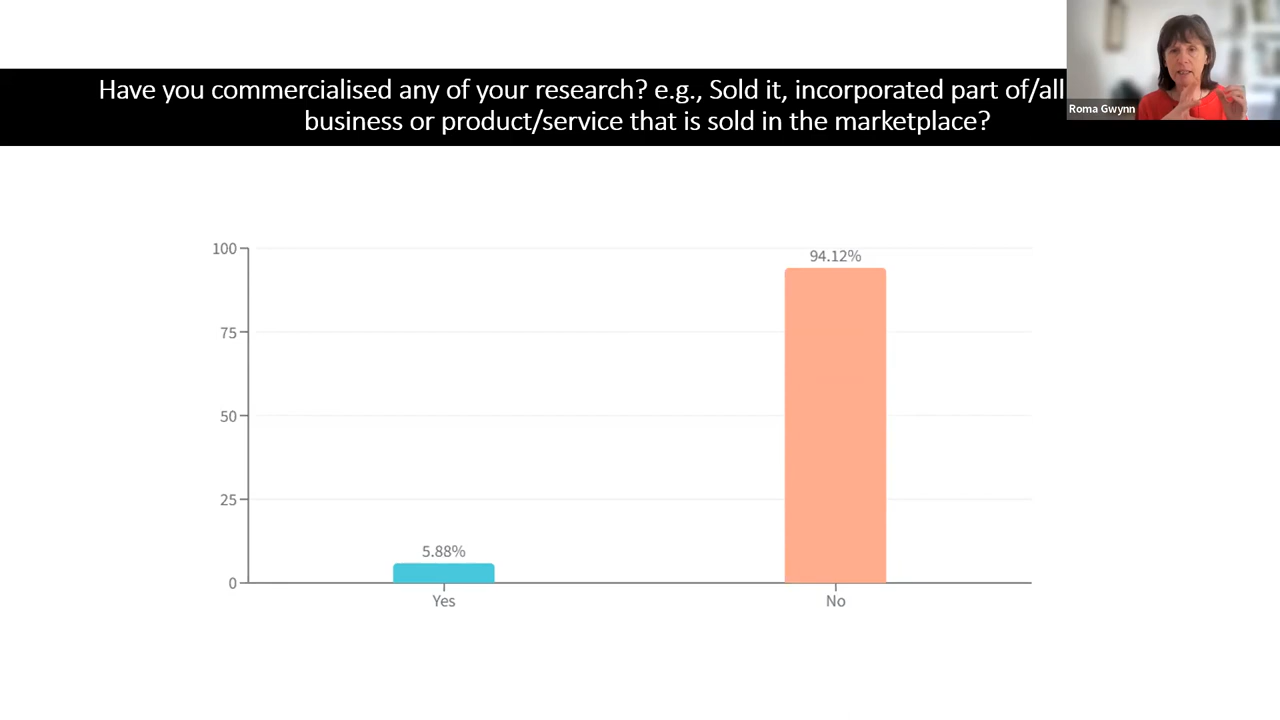 Have you commercialised any of your research? e.g., Sold it, incorporated part of/all
business or product/service that is sold in the marketplace?
Roma Gwynn
100
75
50
25
0
94.12%
5.88%
Yes
No